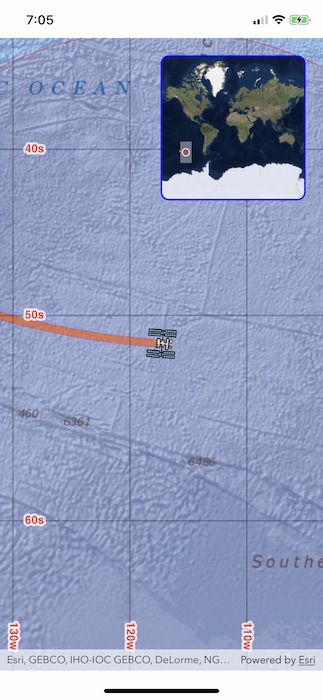 7:05
C OCEAN
40s
50s
460
6361
6486
60s
Southe
130w
120w
110w
Esri, GEBCO, IHO-IOC GEBCO, DeLorme, NG... Powered by Esri